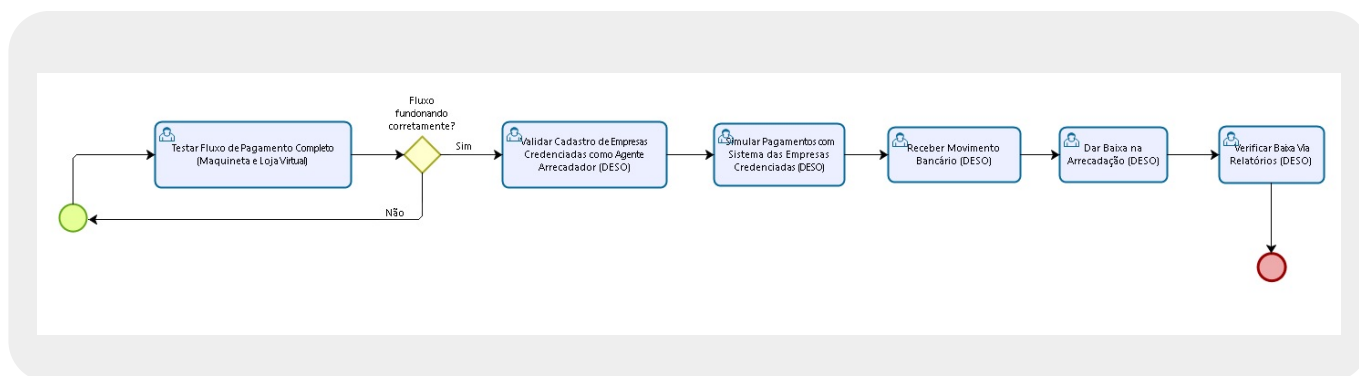 Fluxo
funcionando
corretamente?
Testar Fluxo de Pagamento Completo
(Maquineta e Loja Virtual)
Sim
Validar Cadastro de Empresas
Credenciadas como Agente
Arrecadador (DESO)
Simular Pagamentos com
Sistema das Empresas
Credenciadas (DESO)
Receber Movimento
Bancário (DESO)
Dar Baixa na
Arrecadação (DESO)
Verificar Baixa Via
Relatórios (DESO)
Não